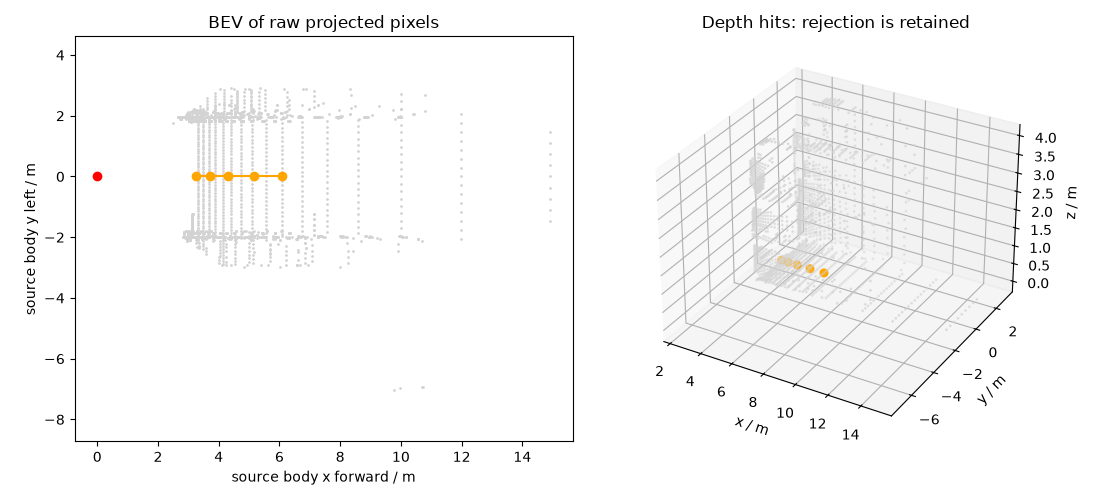 BEV of raw projected pixels
4
2
0
−2
−4
−6
−8
0 2 4 6 8 10 12 14
source body y left / m
source body x forward / m
Depth hits: rejection is retained
4.0
3.5
3.0
2.5
2.0
1.5
1.0
0.5
0.0
z / m
2
0
−2
−4
−6
y / m
2 4 6 8 10 12 14
x / m